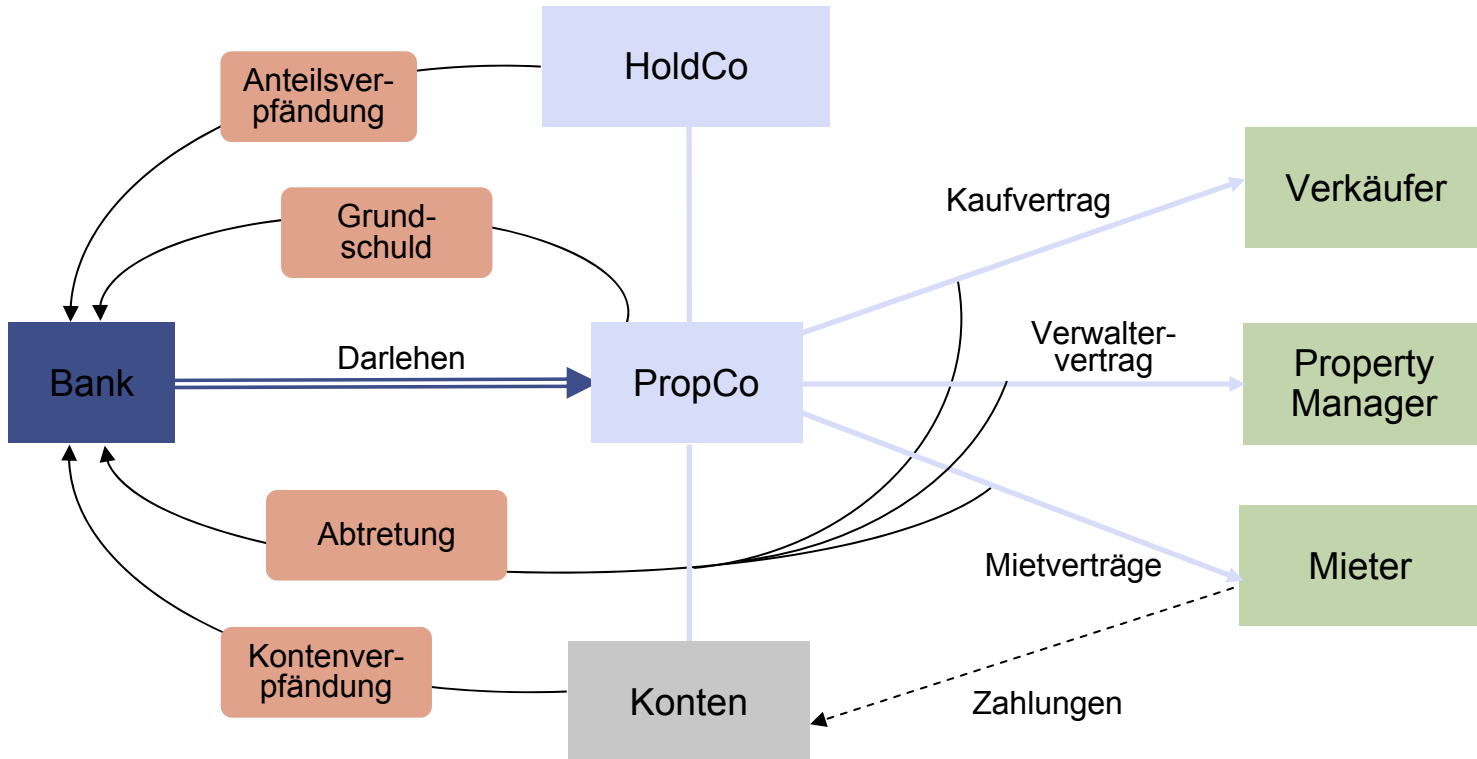 HoldCo
Anteilsver-
pfändung
Verkäufer
Kaufvertrag
Grund-
schuld
Bank
Darlehen
PropCo
Verwalter-
vertrag
Property
Manager
Abtretung
Mietverträge
Mieter
Kontenver-
pfändung
Konten
Zahlungen